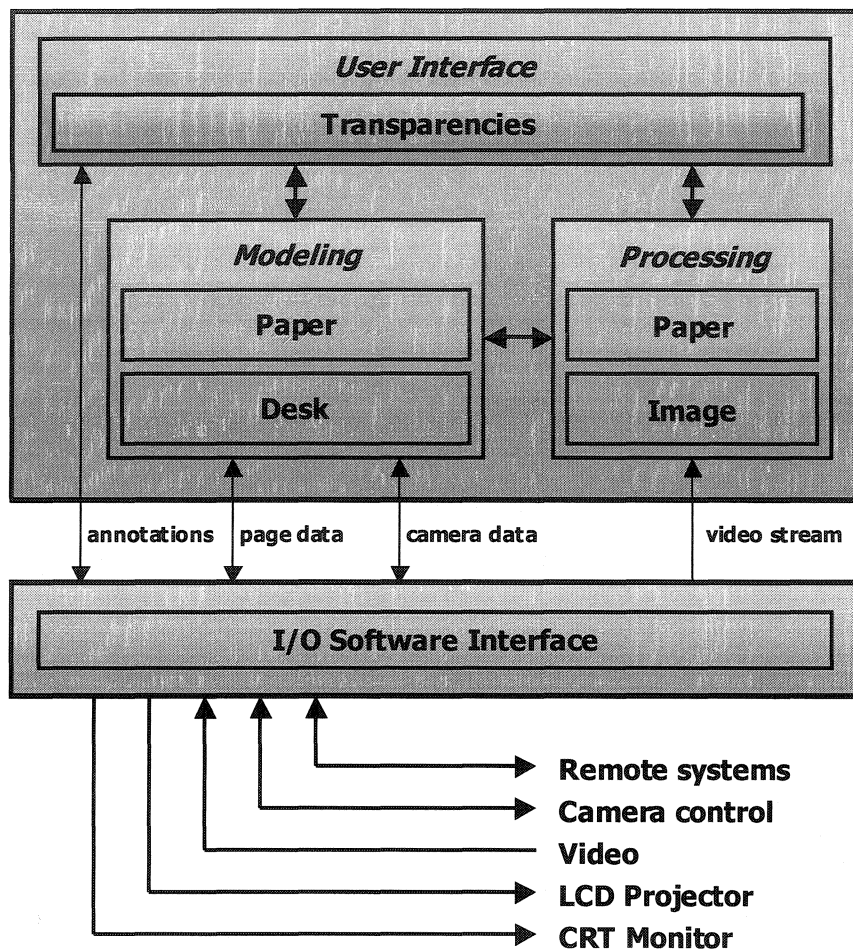 User Interface
Transparencies
Modeling
Processing
Paper
Paper
Desk
Image
annotations
page data
camera data
video stream
I/O Software Interface
Remote systems
Camera control
Video
LCD Projector
CRT Monitor